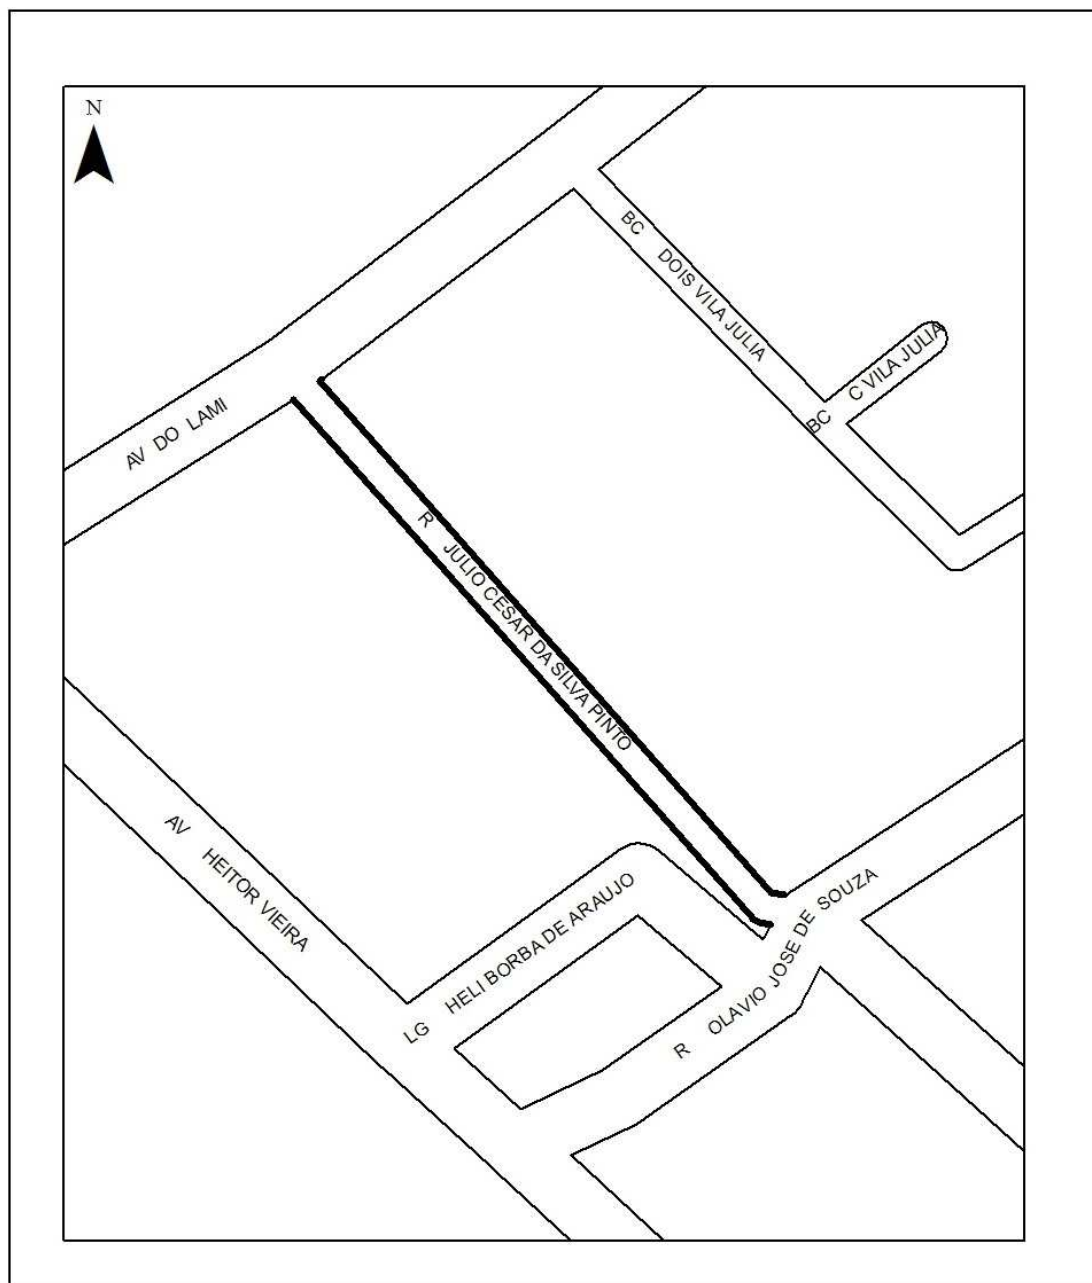 N
BC DOIS VILA JULIA
BC C VILA JULIA
AV DO LAMI
R JULIO CESAR DA SILVA PINTO
AV HEITOR VIEIRA
LG HELI BORBA DE ARAUJO
R OLAVIO JOSE DE SOUZA